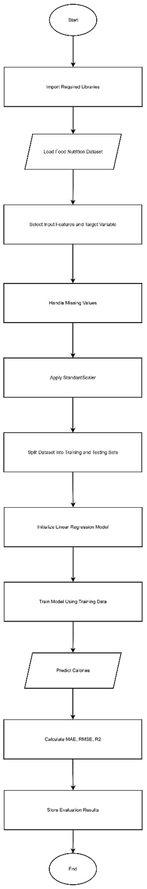 Start
Import Required Libraries
Load Food Nutrition Dataset
Select Input Features and Target Variable
Handle Missing Values
Apply StandardScaler
Split Dataset Into Training and Testing Sets
Initialize Linear Regression Model
Train Model Using Training Data
Predict Calories
Calculate MAE, RMSE, R2
Store Evaluation Results
End